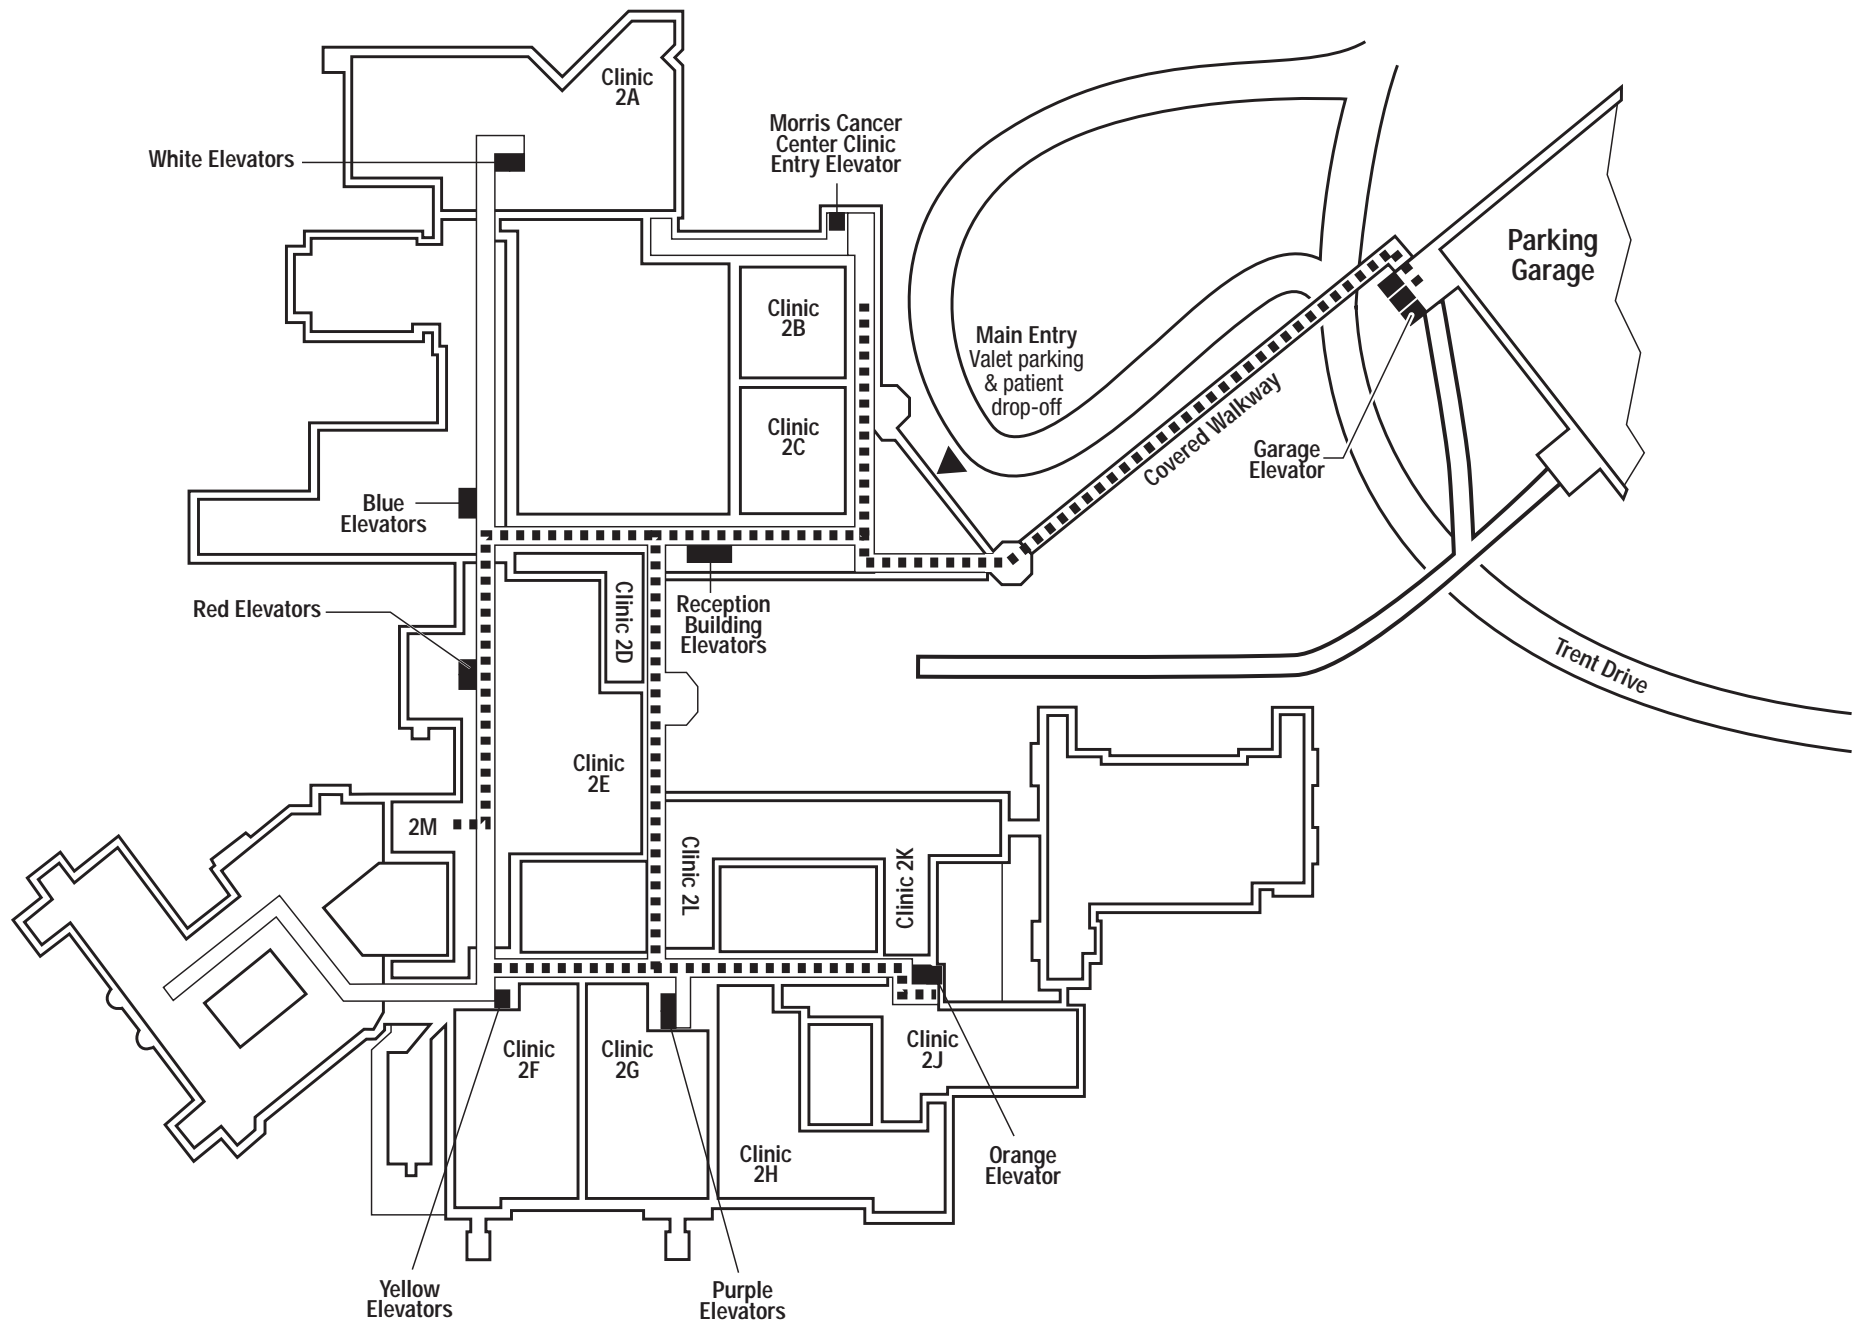 Clinic
2A
Morris Cancer
Center Clinic
Entry Elevator
White Elevators
Parking
Garage
Clinic
2B
Main Entry
Valet parking
& patient
drop-off
Covered Walkway
Clinic
2C
Garage
Elevator
Blue
Elevators
Red Elevators
Clinic 2D
Reception
Building
Elevators
Trent Drive
Clinic
2E
2M
Clinic 2L
Clinic 2K
Clinic
2F
Clinic
2G
Clinic
2J
Clinic
2H
Orange
Elevator
Yellow
Elevators
Purple
Elevators